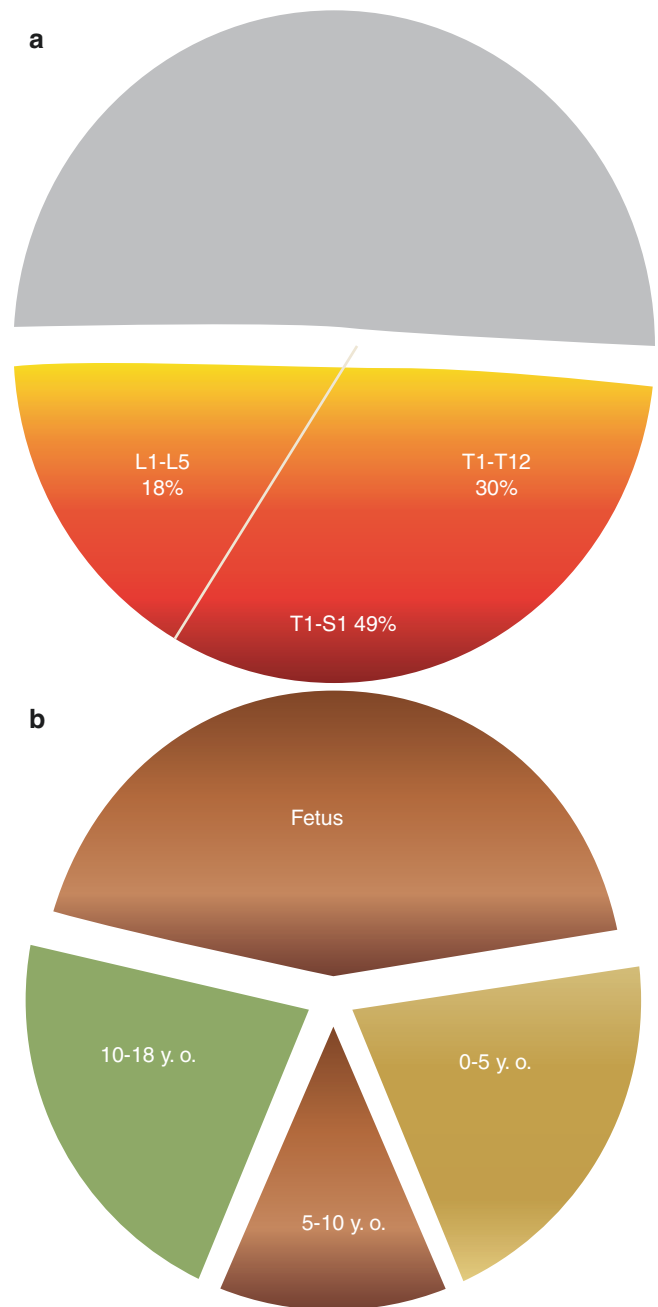 a
L1-L5
18%
T1-T12
30%
T1-S1 49%
b
Fetus
10-18 y. o.
0-5 y. o.
5-10 y. o.